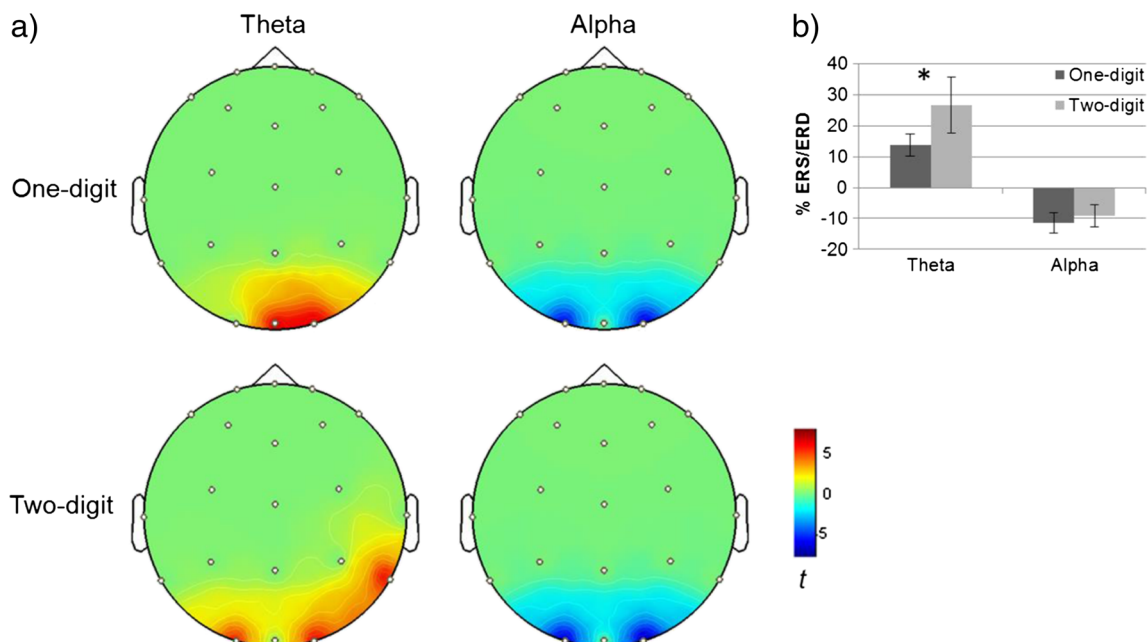 a)
Theta
Alpha
One-digit
Two-digit
5
0
-5
t
b)
% ERS/ERD
40
30
20
10
0
-10
-20
*
One-digit
Two-digit
Theta
Alpha